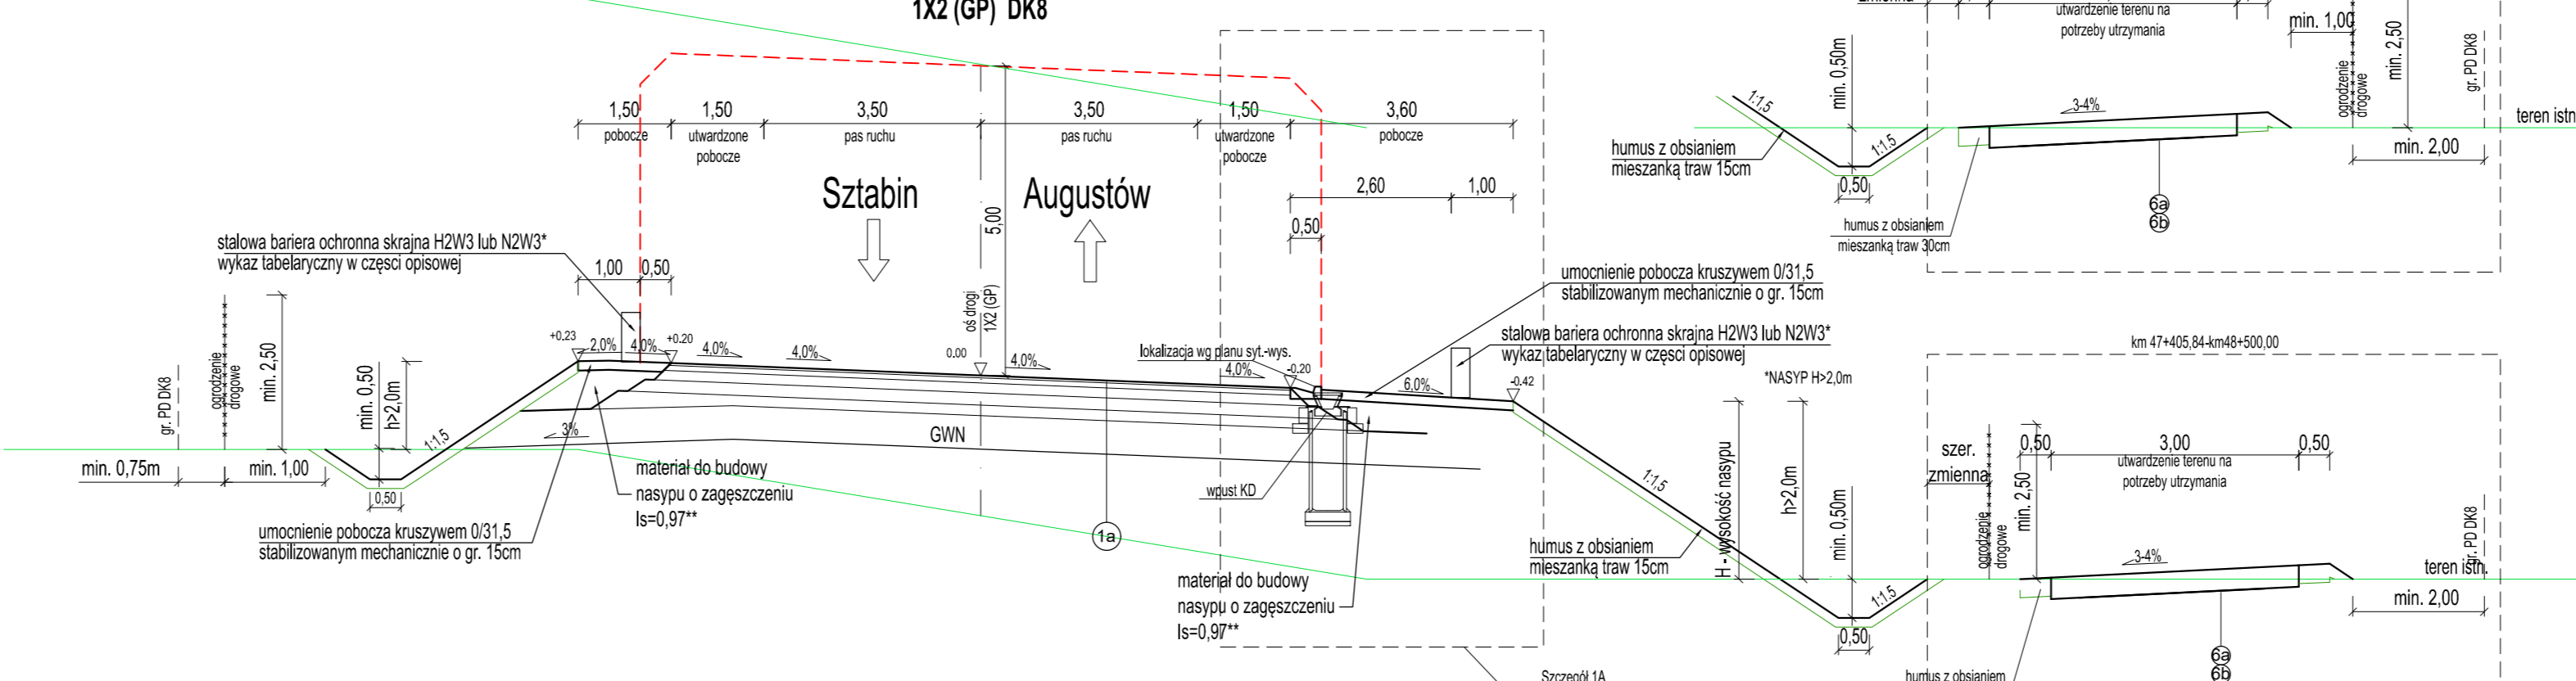 1X2 (GP) DK8
1,50
pobocze
1,50
utwardzone
pobocze
3,50
pas ruchu
3,50
pas ruchu
1,50
utwardzone
pobocze
3,60
pobocze
Sztabin
Augustów
5,00
2,60
1,00
0,50
stalowa bariera ochronna skrajna H2W3 lub N2W3*
wykaz tabelaryczny w części opisowej
1,00
0,50
oś drogi
1X2 (GP)
umocnienie pobocza kruszywem 0/31,5
stabilizowanym mechanicznie o gr. 15cm
stalowa bariera ochronna skrajna H2W3 lub N2W3*
wykaz tabelaryczny w części opisowej
+0.23
2,0%
4,0%
+0.20
4,0%
4,0%
0.00
4,0%
lokalizacja wg planu syt.-wys.
4,0%
-0.20
6,0%
-0.42
*NASYP H>2,0m
gr. PD DK8
ogrodzenie
drogowe
min. 2,50
min. 0,50
h>2,0m
1:1,5
3%
GWN
min. 0,75m
min. 1,00
0,50
materiał do budowy
nasypu o zagęszczeniu
Is=0,97**
umocnienie pobocza kruszywem 0/31,5
stabilizowanym mechanicznie o gr. 15cm
1a
wpust KD
materiał do budowy
nasypu o zagęszczeniu
Is=0,97**
1:1,5
humus z obsianiem
mieszanką traw 15cm
H - wysokość nasypu
h>2,0m
min. 0,50m
1:1,5
0,50
Szczegół 1A
zmienna
utwardzenie terenu na
potrzeby utrzymania
min. 1,00
ogrodzenie
drogowe
min. 2,50
gr. PD DK8
teren istn
min. 0,50m
1:1,5
1:1,5
3-4%
humus z obsianiem
mieszanką traw 15cm
0,50
min. 2,00
humus z obsianiem
mieszanką traw 30cm
6a
6b
km 47+405,84-km48+500,00
szer.
zmienna
0,50
3,00
0,50
utwardzenie terenu na
potrzeby utrzymania
ogrodzenie
drogowe
min. 2,50
gr. PD DK8
3-4%
teren istn.
min. 2,00
6a
6b
humus z obsianiem